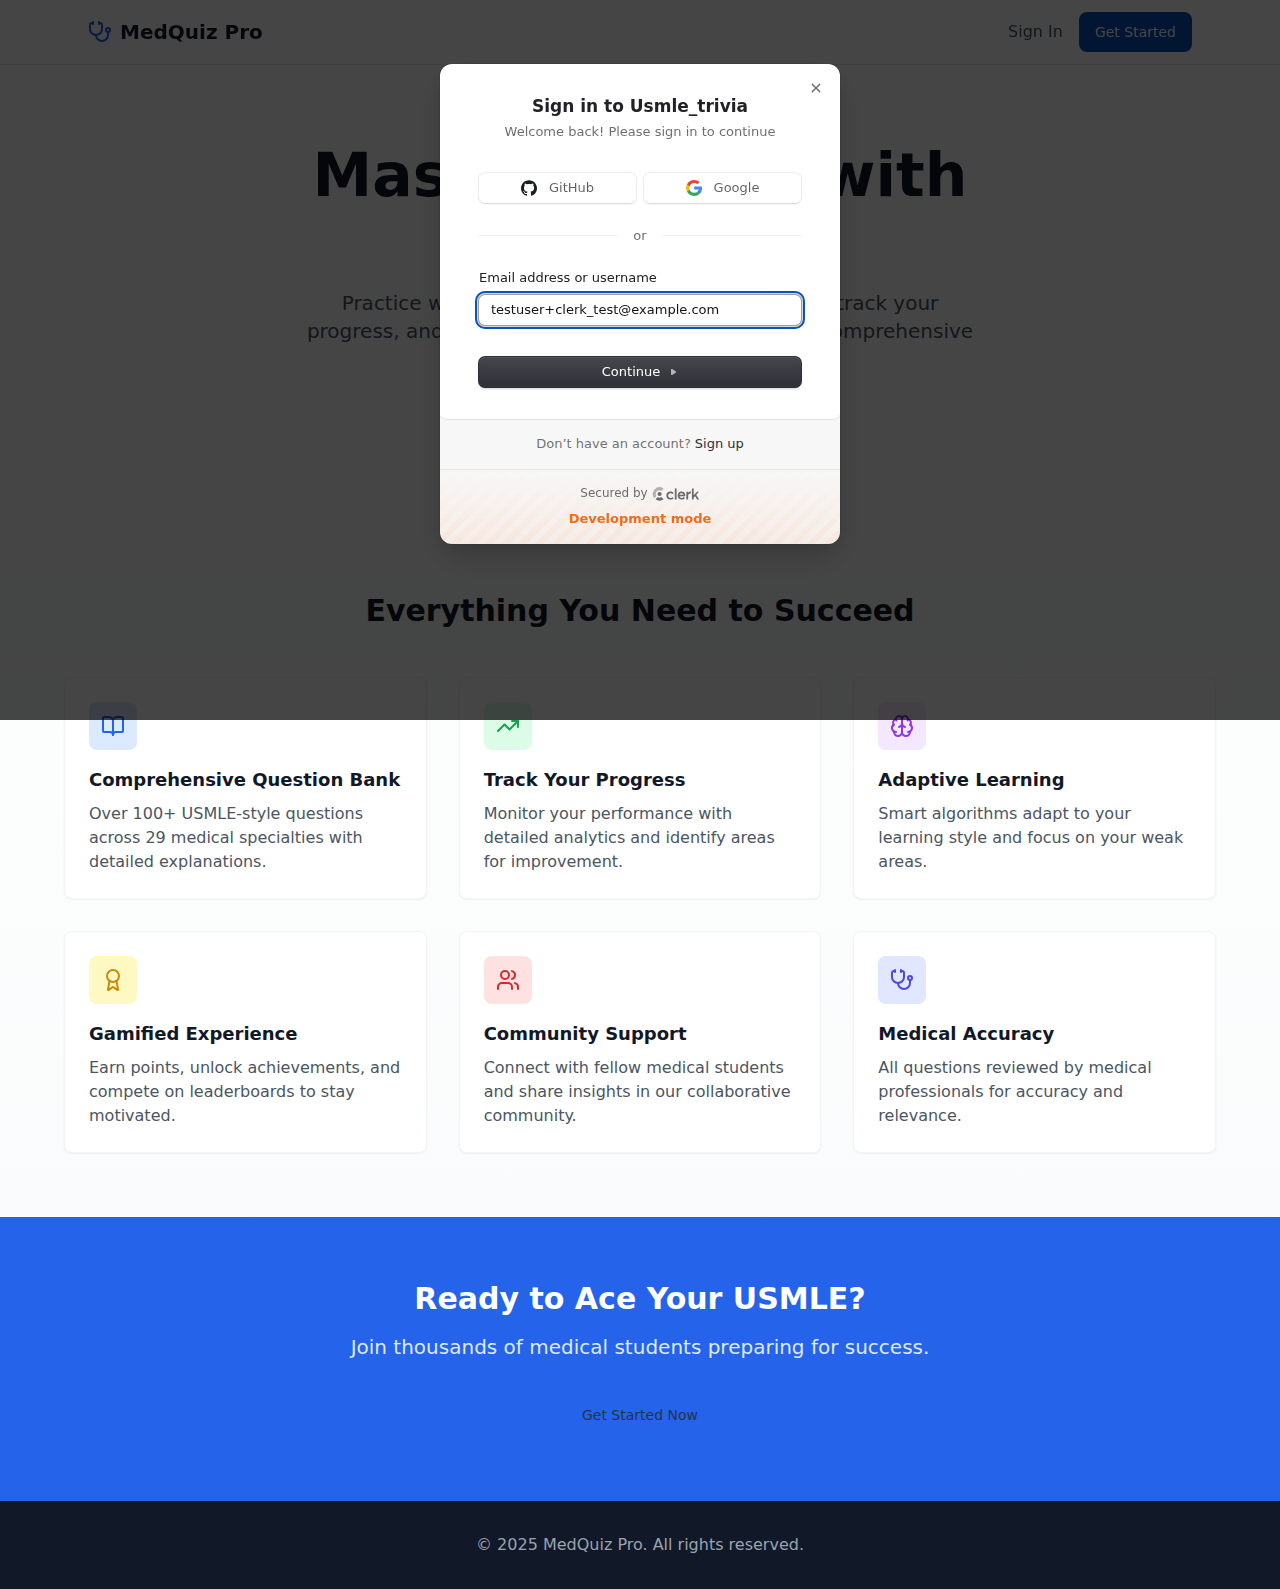 MedQuiz Pro
Sign In
Get Started
Sign in to Usmle_trivia
Welcome back! Please sign in to continue
GitHub
Google
or
Email address or username
testuser+clerk_test@example.com
Continue
Don’t have an account? Sign up
Secured by clerk
Development mode
with
Practice
track your
progress, and
Everything You Need to Succeed
Comprehensive Question Bank
Over 100+ USMLE-style questions
across 29 medical specialties with
detailed explanations.
Track Your Progress
Monitor your performance with
detailed analytics and identify areas
for improvement.
Adaptive Learning
Smart algorithms adapt to your
learning style and focus on your weak
areas.
Gamified Experience
Earn points, unlock achievements, and
compete on leaderboards to stay
motivated.
Community Support
Connect with fellow medical students
and share insights in our collaborative
community.
Medical Accuracy
All questions reviewed by medical
professionals for accuracy and
relevance.
Ready to Ace Your USMLE?
Join thousands of medical students preparing for success.
Get Started Now
© 2025 MedQuiz Pro. All rights reserved.